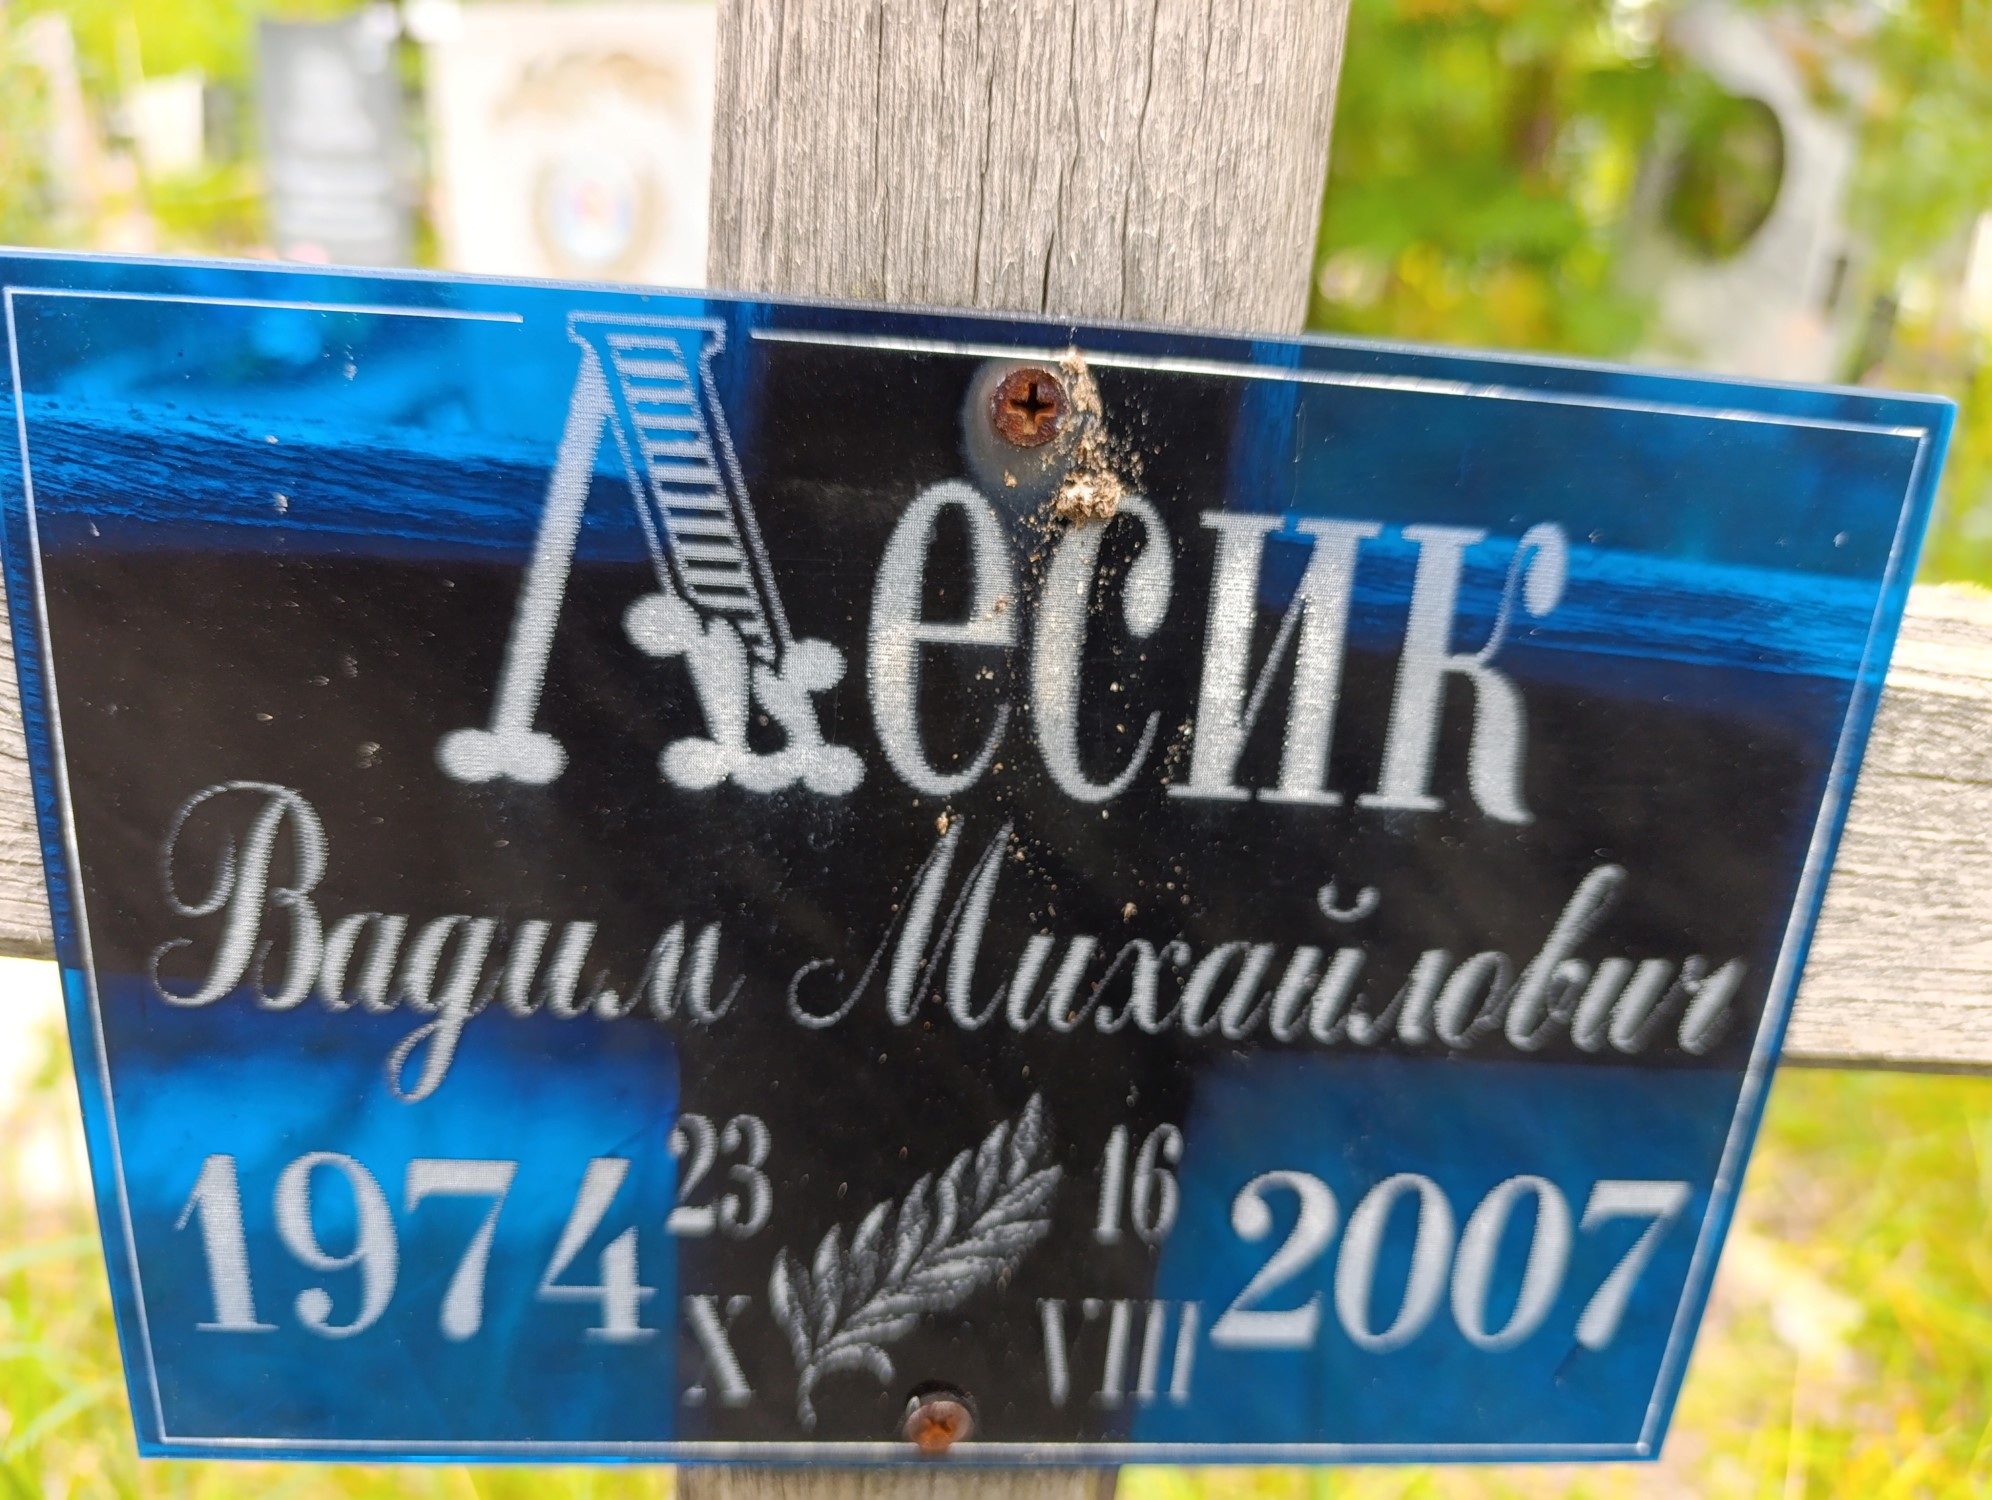 Лесик
Вадим Михайлович
1974 23 X 16 VIII 2007